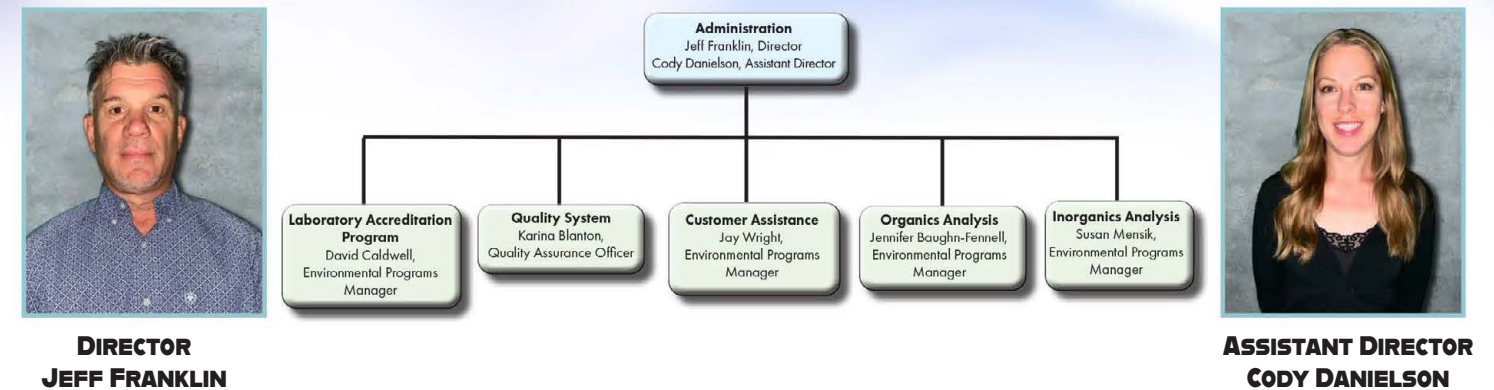 Administration
Jeff Franklin, Director
Cody Danielson, Assistant Director
Laboratory Accreditation
Program
David Caldwell,
Environmental Programs
Manager
Quality System
Karina Blanton,
Quality Assurance Officer
Customer Assistance
Jay Wright,
Environmental Programs
Manager
Organics Analysis
Jennifer Baughn-Fennell,
Environmental Programs
Manager
Inorganics Analysis
Susan Mensik,
Environmental Programs
Manager
DIRECTOR
JEFF FRANKLIN
ASSISTANT DIRECTOR
CODY DANIELSON